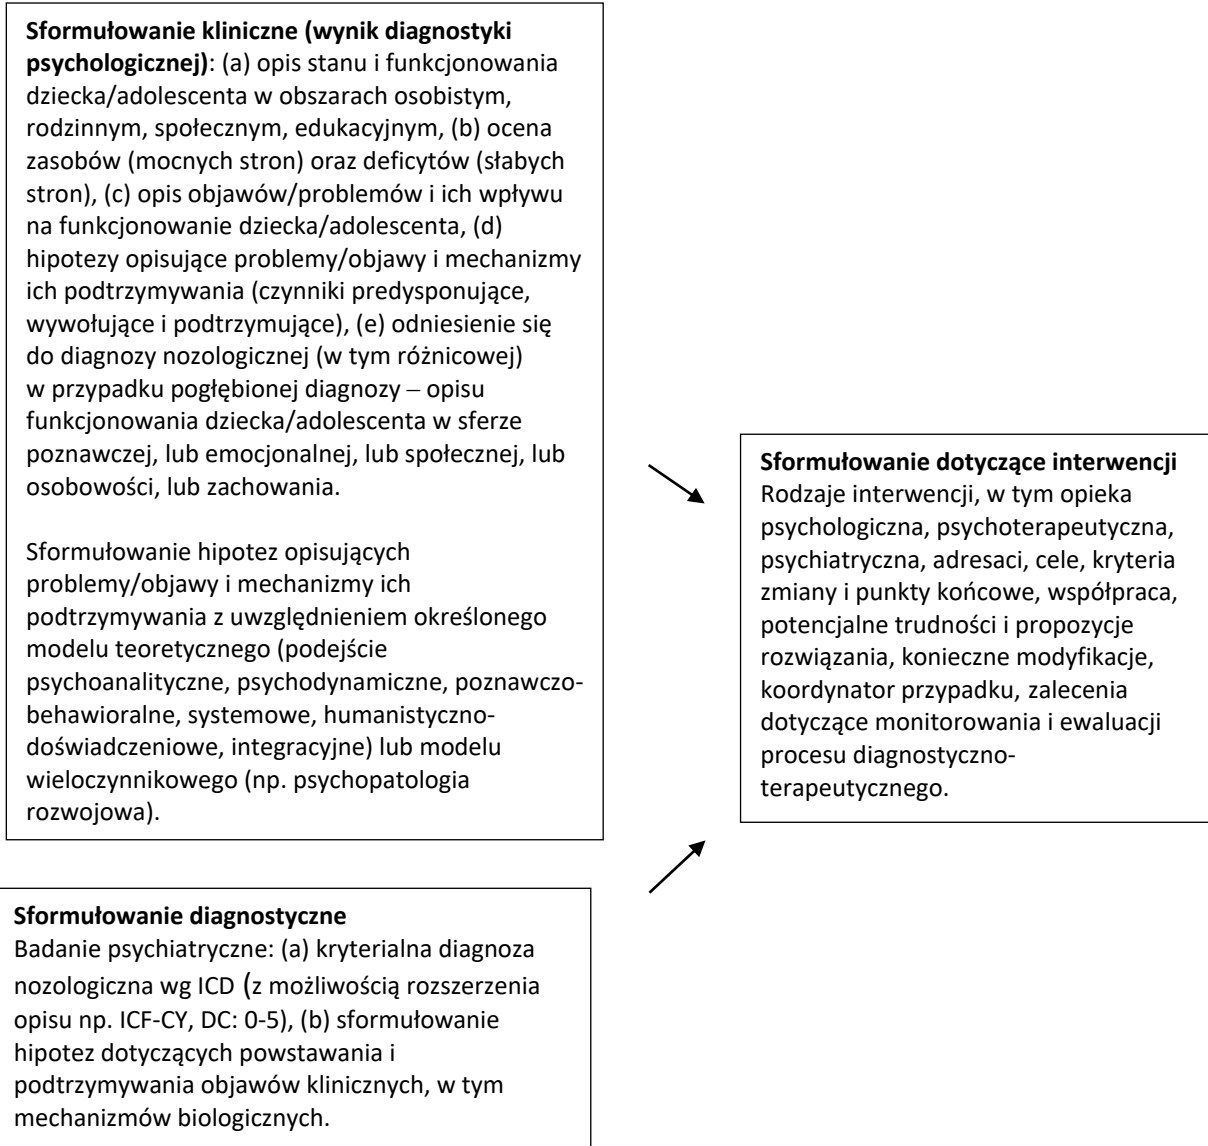 Sformułowanie kliniczne (wynik diagnostyki
psychologicznej): (a) opis stanu i funkcjonowania
dziecka/adolescenta w obszarach osobistym,
rodzinnym, społecznym, edukacyjnym, (b) ocena
zasobów (mocnych stron) oraz deficytów (słabych
stron), (c) opis objawów/problemów i ich wpływu
na funkcjonowanie dziecka/adolescenta, (d)
hipotezy opisujące problemy/objawy i mechanizmy
ich podtrzymywania (czynniki predysponujące,
wywołujące i podtrzymujące), (e) odniesienie się
do diagnozy nozologicznej (w tym różnicowej)
w przypadku pogłębionej diagnozy – opisu
funkcjonowania dziecka/adolescenta w sferze
poznawczej, lub emocjonalnej, lub społecznej, lub
osobowości, lub zachowania.
Sformułowanie hipotez opisujących
problemy/objawy i mechanizmy ich
podtrzymywania z uwzględnieniem określonego
modelu teoretycznego (podejście
psychoanalityczne, psychodynamiczne, poznawczo-
behawioralne, systemowe, humanistyczno-
doświadczeniowe, integracyjne) lub modelu
wieloczynnikowego (np. psychopatologia
rozwojowa).
Sformułowanie dotyczące interwencji
Rodzaje interwencji, w tym opieka
psychologiczna, psychoterapeutyczna,
psychiatryczna, adresaci, cele, kryteria
zmiany i punkty końcowe, współpraca,
potencjalne trudności i propozycje
rozwiązania, konieczne modyfikacje,
koordynator przypadku, zalecenia
dotyczące monitorowania i ewaluacji
procesu diagnostyczno-
terapeutycznego.
Sformułowanie diagnostyczne
Badanie psychiatryczne: (a) kryterialna diagnoza
nozologiczna wg ICD (z możliwością rozszerzenia
opisu np. ICF-CY, DC: 0-5), (b) sformułowanie
hipotez dotyczących powstawania i
podtrzymywania objawów klinicznych, w tym
mechanizmów biologicznych.